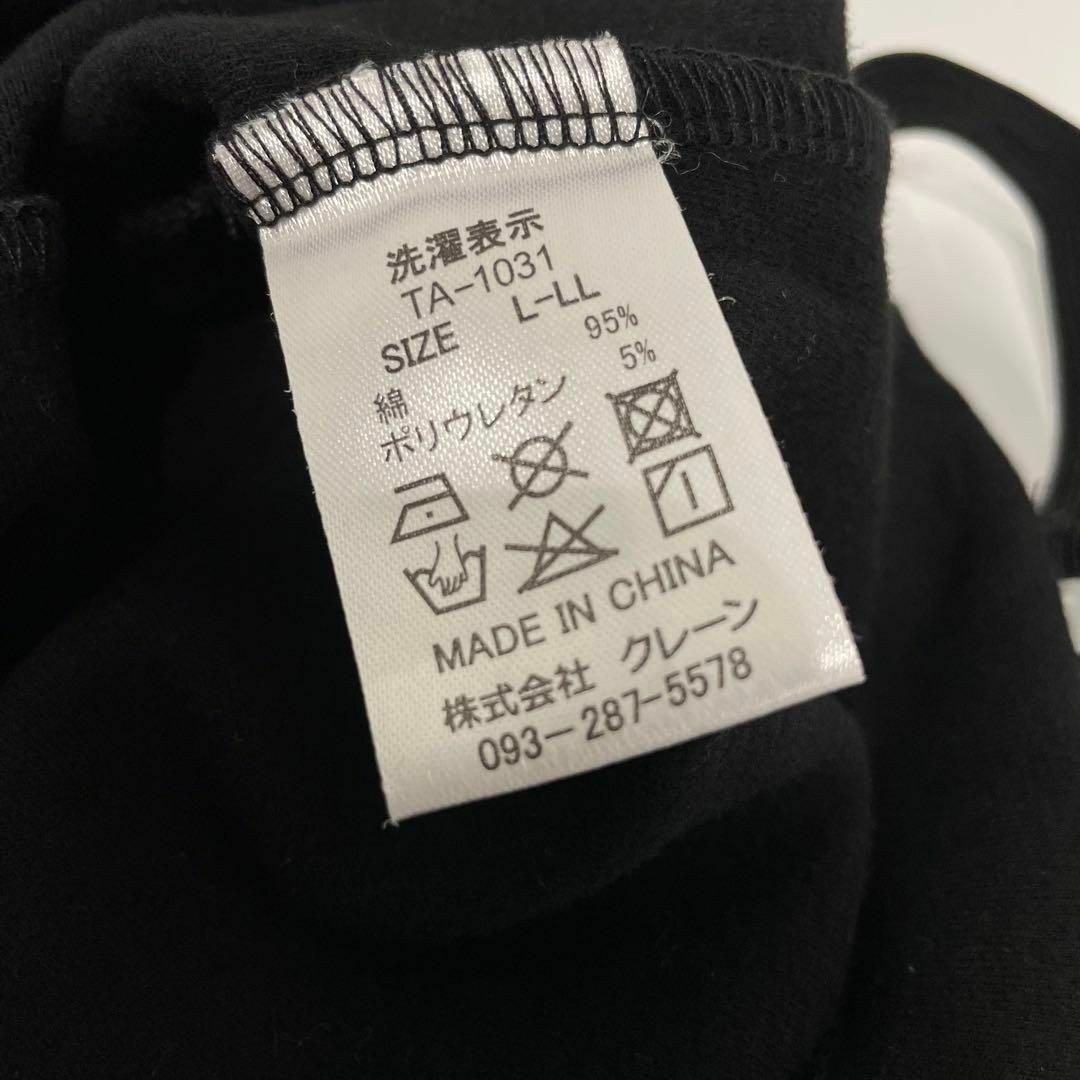 洗濯表示
TA-1031
SIZE L-LL
綿 95%
ポリウレタン 5%
MADE IN CHINA
株式会社 クレーン
093-287-5578